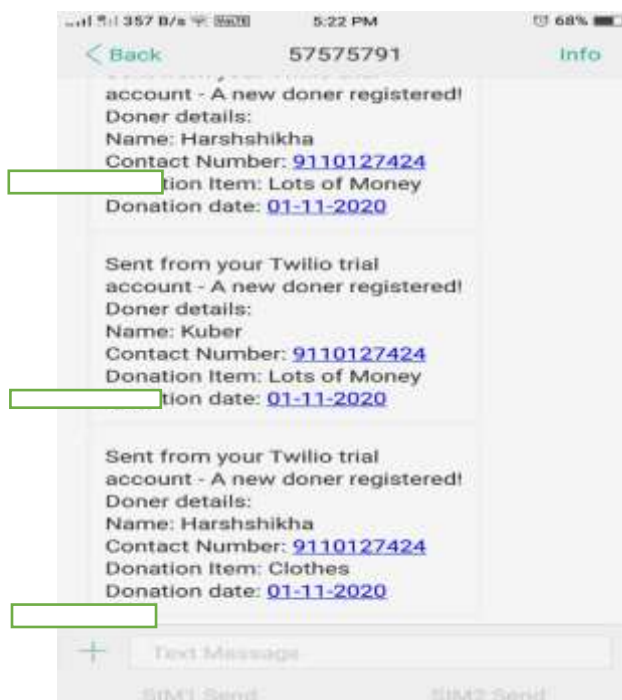 357 B/s VoLTE 5:22 PM 68%
< Back 57575791 Info
account - A new doner registered!
Doner details:
Name: Harshshikha
Contact Number: 9110127424
tion Item: Lots of Money
Donation date: 01-11-2020
Sent from your Twilio trial
account - A new doner registered!
Doner details:
Name: Kuber
Contact Number: 9110127424
Donation Item: Lots of Money
tion date: 01-11-2020
Sent from your Twilio trial
account - A new doner registered!
Doner details:
Name: Harshshikha
Contact Number: 9110127424
Donation Item: Clothes
Donation date: 01-11-2020
+ Text Message
SIM1 Send SIM2 Send